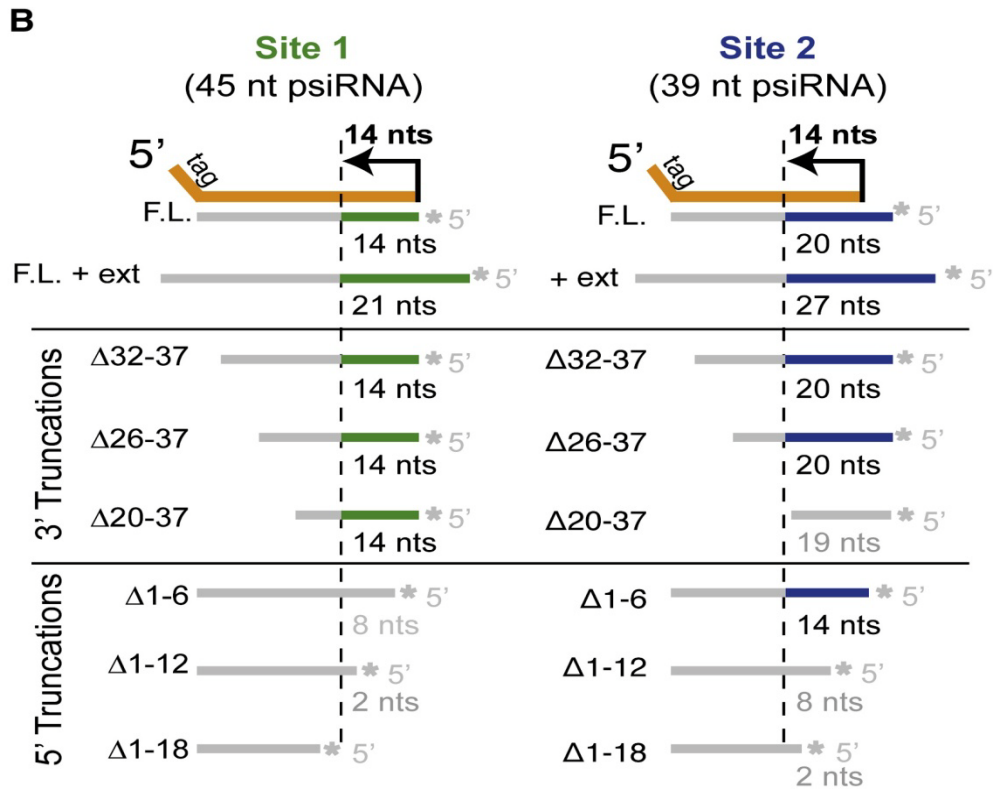 B
Site 1
(45 nt psiRNA)
14 nts
5’
tag
F.L.
* 5’
14 nts
F.L. + ext
* 5’
21 nts
Site 2
(39 nt psiRNA)
14 nts
5’
tag
F.L.
* 5’
20 nts
+ ext
* 5’
27 nts
3’ Truncations
Δ32-37
* 5’
14 nts
Δ26-37
* 5’
14 nts
Δ20-37
* 5’
14 nts
Δ32-37
* 5’
20 nts
Δ26-37
* 5’
20 nts
Δ20-37
* 5’
19 nts
5’ Truncations
Δ1-6
* 5’
8 nts
Δ1-12
* 5’
2 nts
Δ1-18
* 5’
Δ1-6
* 5’
14 nts
Δ1-12
* 5’
8 nts
Δ1-18
* 5’
2 nts